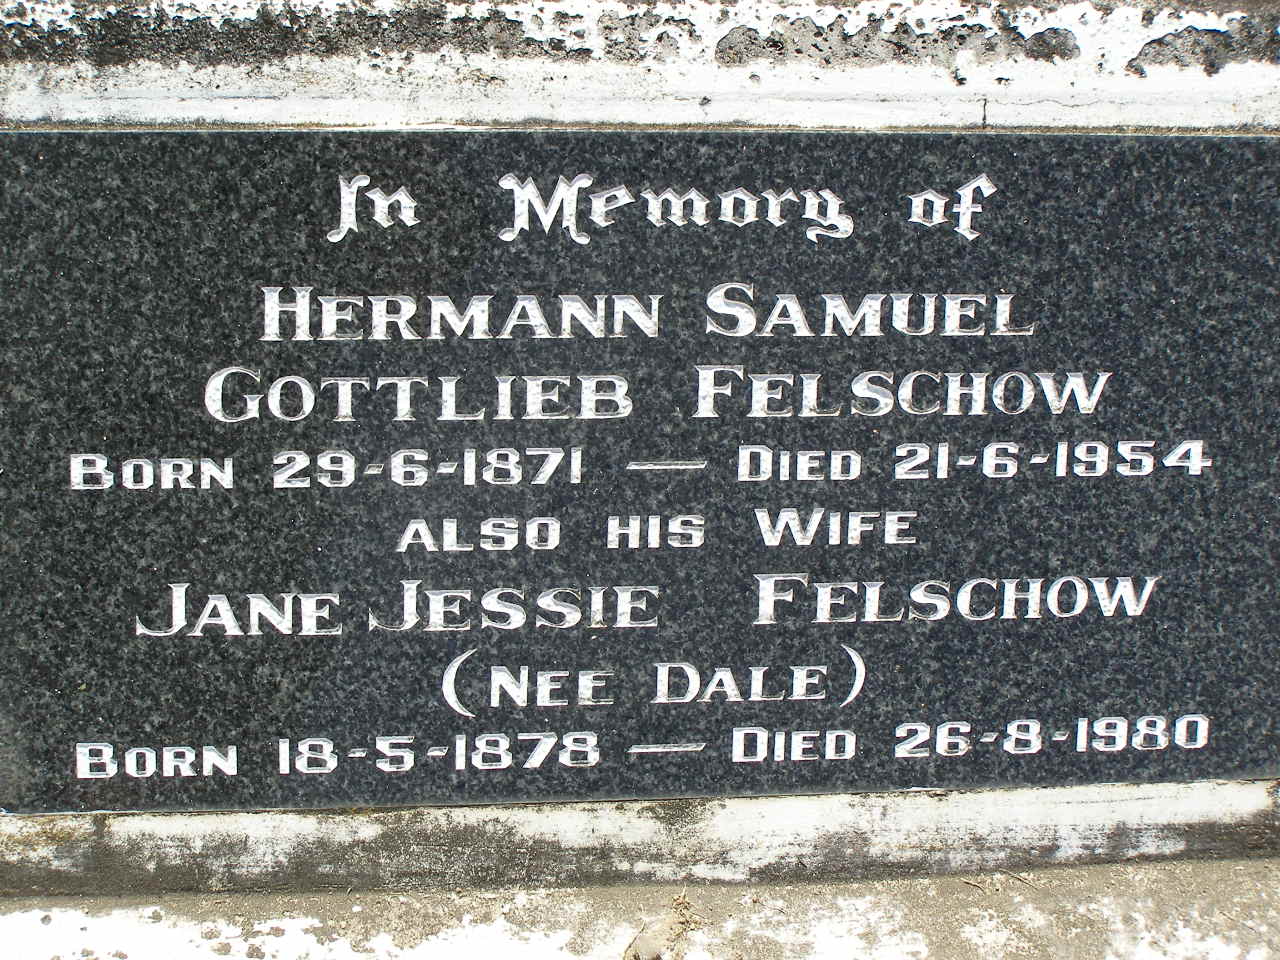 In Memory of
HERMANN SAMUEL
GOTTLIEB FELSCHOW
BORN 29-6-1871 — DIED 21-6-1954
ALSO HIS WIFE
JANE JESSIE FELSCHOW
(NEE DALE)
BORN 18-5-1878 — DIED 26-8-1980